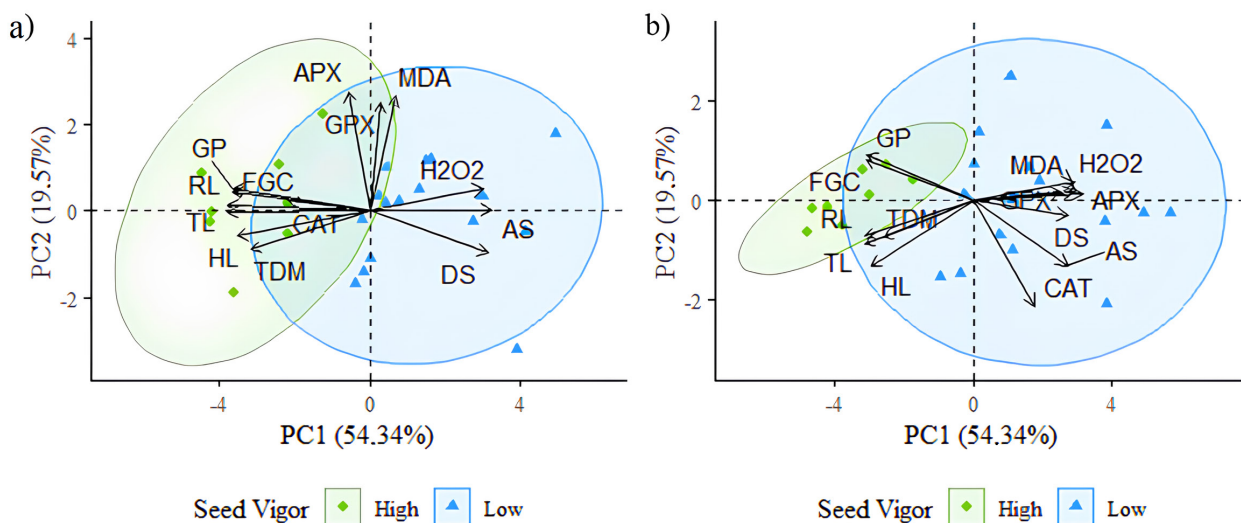 a)
4
2
0
-2
PC2 (19.57%)
APX
MDA
GPX
GP
H2O2
RL
FGC
TL
CAT
AS
HL
TDM
DS
-4
0
4
PC1 (54.34%)
Seed Vigor
High
Low
b)
2
0
-2
PC2 (19.57%)
GP
MDA
H2O2
FGC
APX
RL
TDM
DS
TL
AS
HL
CAT
-4
0
4
PC1 (54.34%)
Seed Vigor
High
Low